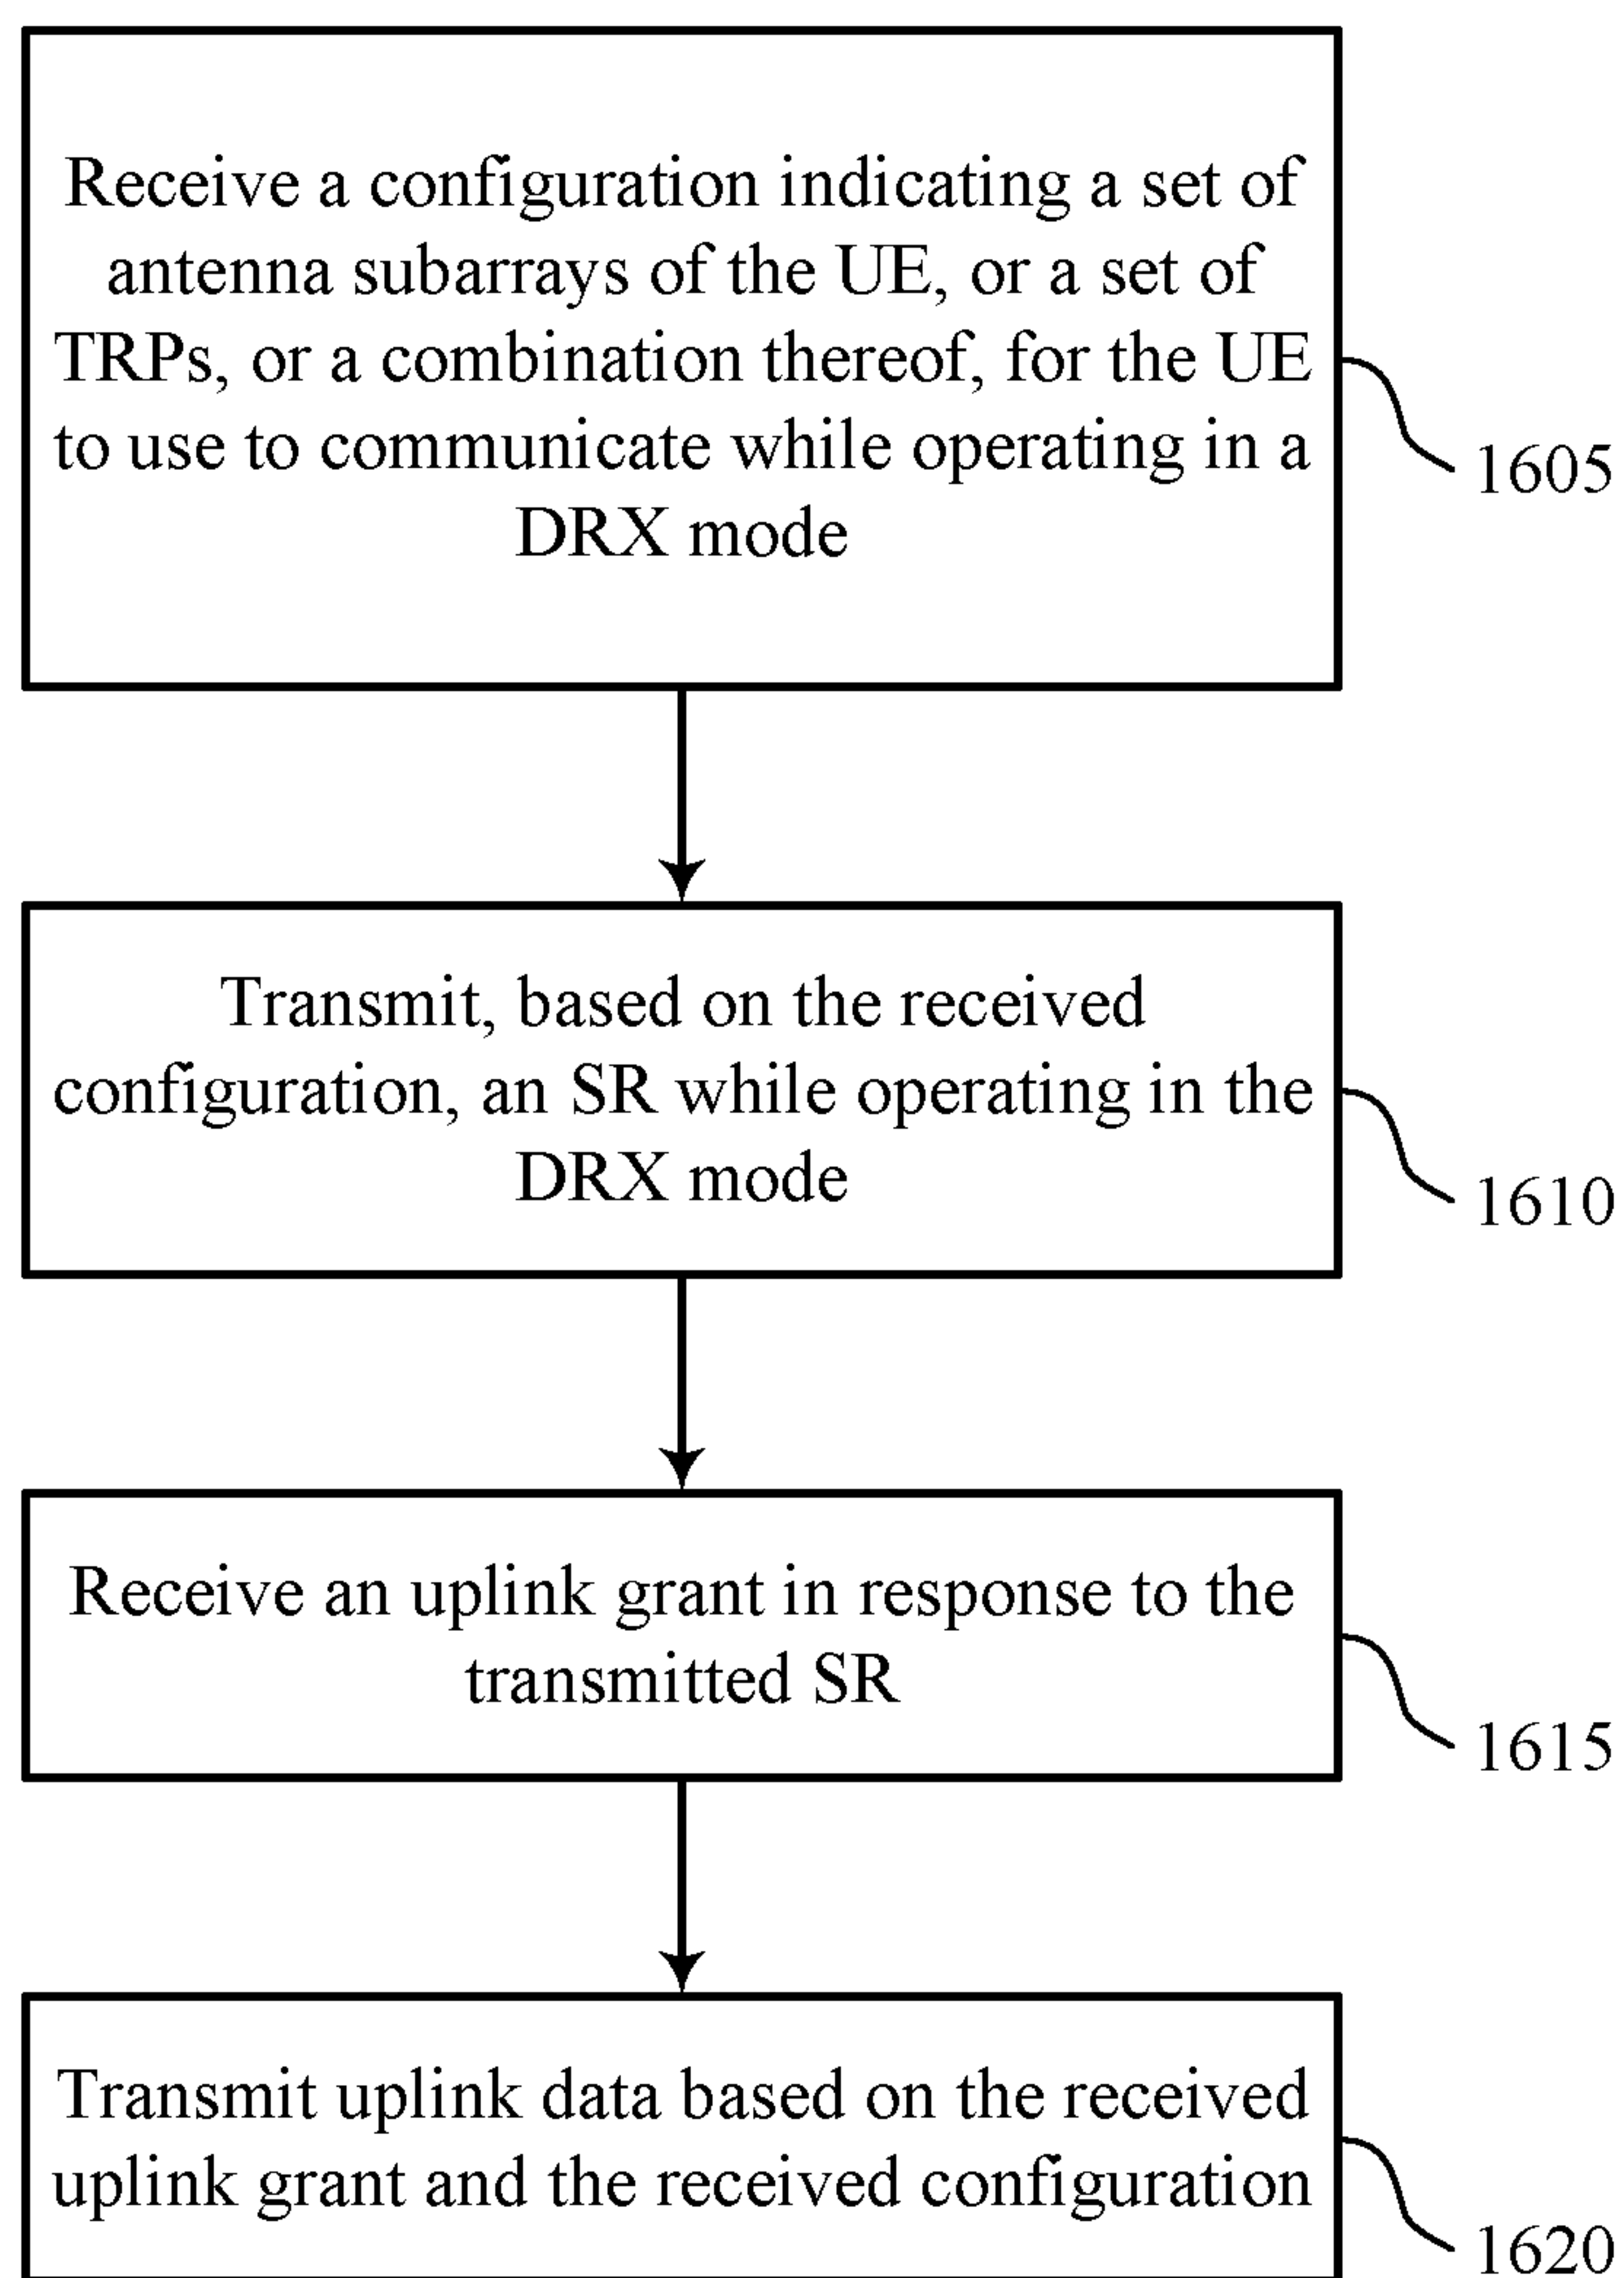 Receive a configuration indicating a set of
antenna subarrays of the UE, or a set of
TRPs, or a combination thereof, for the UE
to use to communicate while operating in a
DRX mode
1605
Transmit, based on the received
configuration, an SR while operating in the
DRX mode
1610
Receive an uplink grant in response to the
transmitted SR
1615
Transmit uplink data based on the received
uplink grant and the received configuration
1620